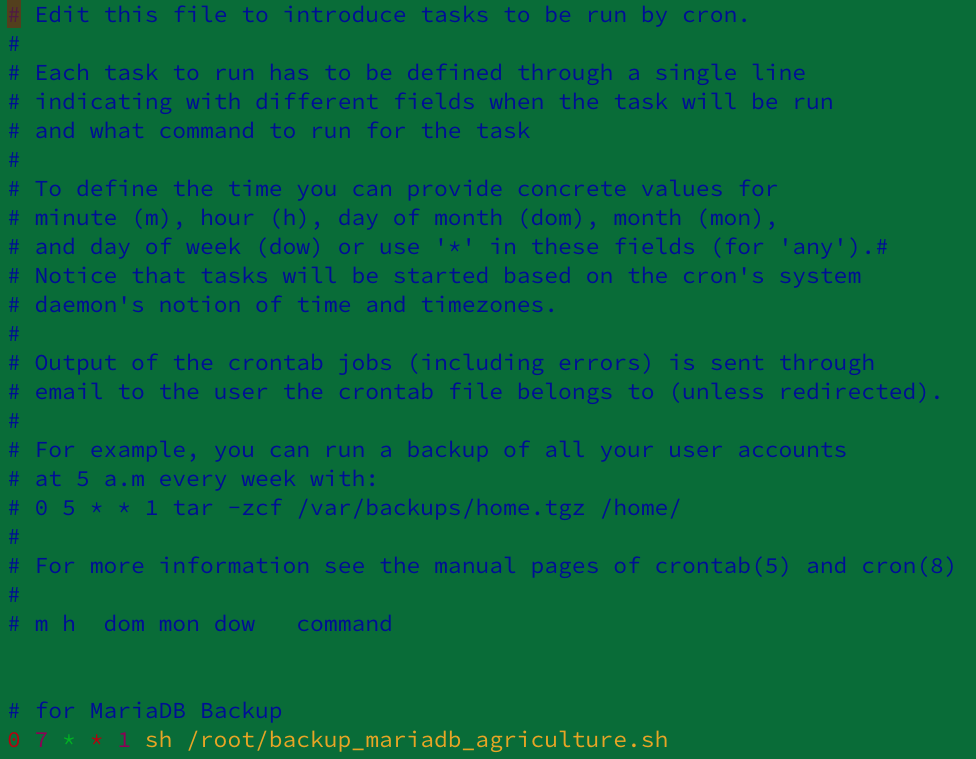 # Edit this file to introduce tasks to be run by cron.
#
# Each task to run has to be defined through a single line
# indicating with different fields when the task will be run
# and what command to run for the task
#
# To define the time you can provide concrete values for
# minute (m), hour (h), day of month (dom), month (mon),
# and day of week (dow) or use '*' in these fields (for 'any').#
# Notice that tasks will be started based on the cron's system
# daemon's notion of time and timezones.
#
# Output of the crontab jobs (including errors) is sent through
# email to the user the crontab file belongs to (unless redirected).
#
# For example, you can run a backup of all your user accounts
# at 5 a.m every week with:
# 0 5 * * 1 tar -zcf /var/backups/home.tgz /home/
#
# For more information see the manual pages of crontab(5) and cron(8)
#
# m h  dom mon dow   command
# for MariaDB Backup
0 7 * * 1 sh /root/backup_mariadb_agriculture.sh